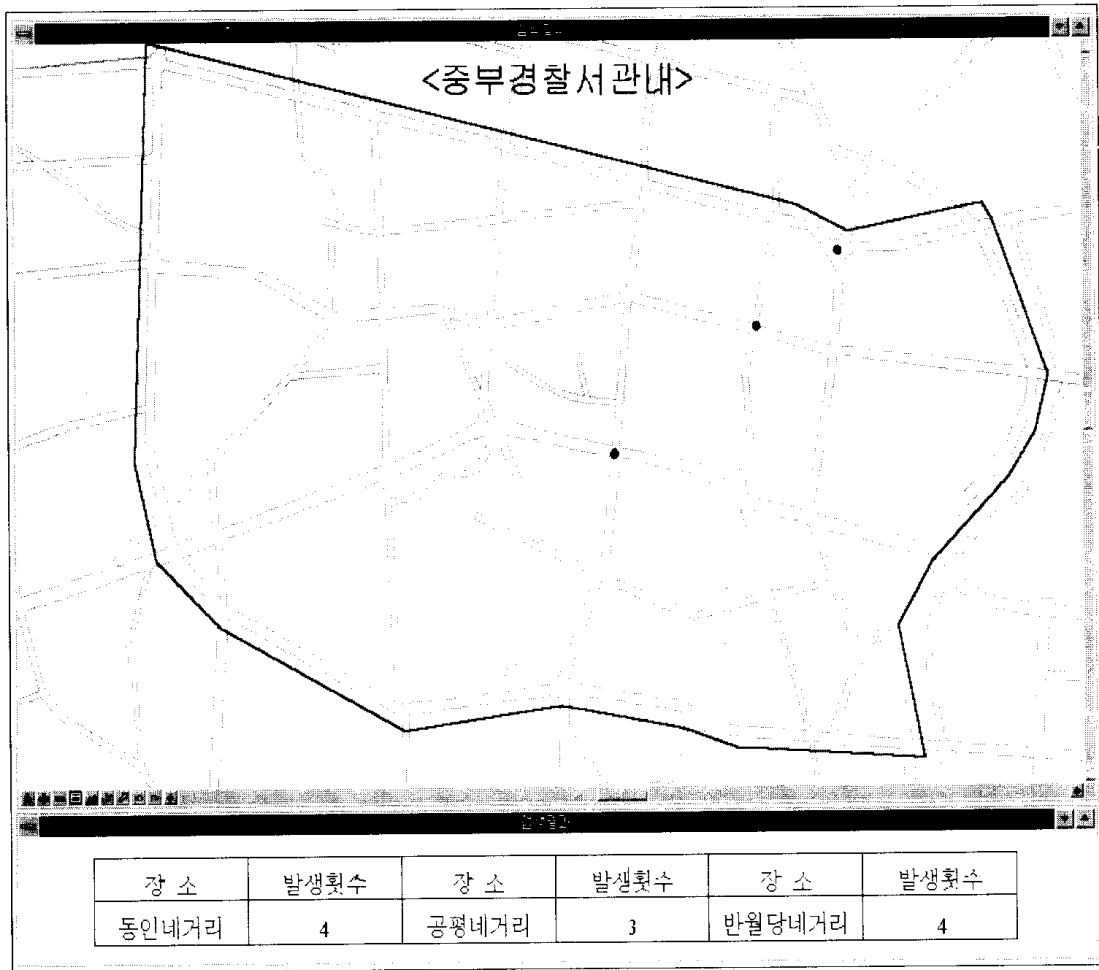 <중부경찰서관내>
장 소 발생횟수 장 소 발생횟수 장 소 발생횟수
동인네거리 4 공평네거리 3 반월당네거리 4